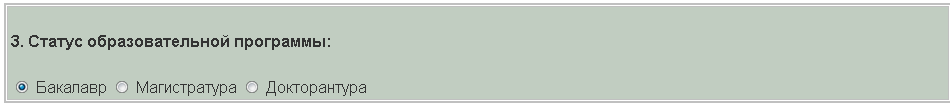 3. Статус образовательной программы:
Бакалавр Магистратура Докторантура